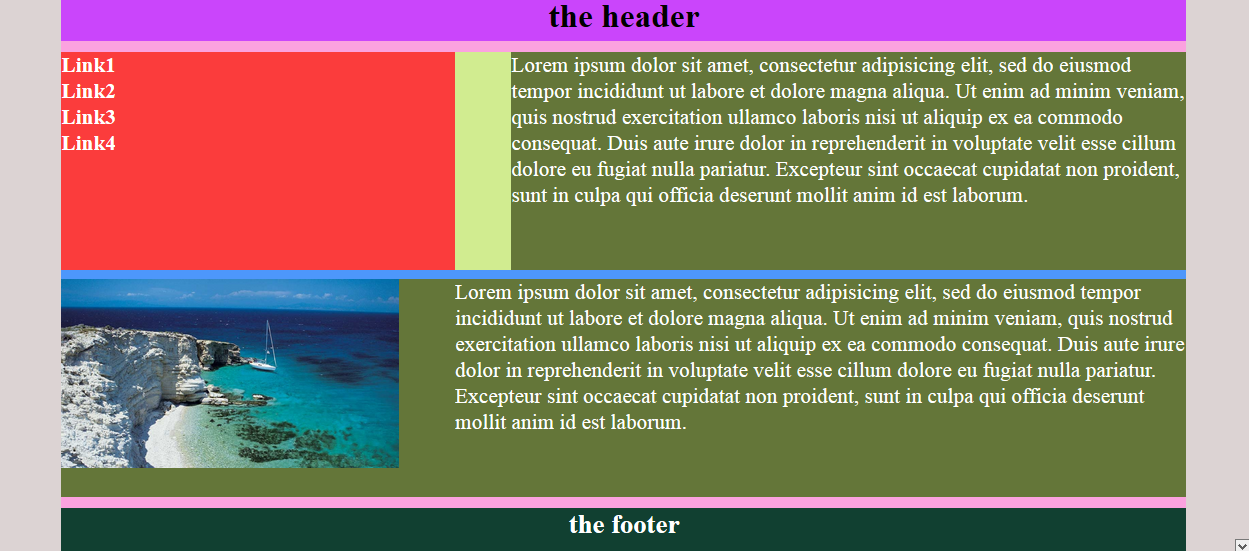 the header
Link1
Link2
Link3
Link4
Lorem ipsum dolor sit amet, consectetur adipisicing elit, sed do eiusmod
tempor incididunt ut labore et dolore magna aliqua. Ut enim ad minim veniam,
quis nostrud exercitation ullamco laboris nisi ut aliquip ex ea commodo
consequat. Duis aute irure dolor in reprehenderit in voluptate velit esse cillum
dolore eu fugiat nulla pariatur. Excepteur sint occaecat cupidatat non proident,
sunt in culpa qui officia deserunt mollit anim id est laborum.
Lorem ipsum dolor sit amet, consectetur adipisicing elit, sed do eiusmod tempor
incididunt ut labore et dolore magna aliqua. Ut enim ad minim veniam, quis nostrud
exercitation ullamco laboris nisi ut aliquip ex ea commodo consequat. Duis aute irure
dolor in reprehenderit in voluptate velit esse cillum dolore eu fugiat nulla pariatur.
Excepteur sint occaecat cupidatat non proident, sunt in culpa qui officia deserunt
mollit anim id est laborum.
the footer